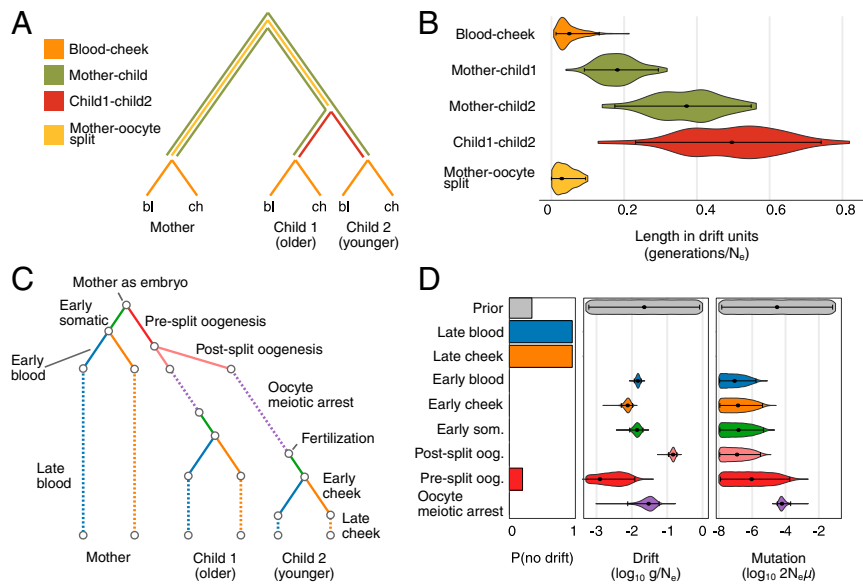 A
Blood-cheek
Mother-child
Child1-child2
Mother-oocyte
split
bl
ch
bl
ch
bl
ch
Mother
Child 1
(older)
Child 2
(younger)
B
Blood-cheek
Mother-child1
Mother-child2
Child1-child2
Mother-oocyte
split
0
0.2
0.4
0.6
0.8
Length in drift units
(generations/Ne)
C
Mother as embryo
Early
somatic
Pre-split oogenesis
Post-split oogenesis
Early
blood
Oocyte
meiotic arrest
Fertilization
Late
blood
Early
cheek
Late
cheek
Mother
Child 1
(older)
Child 2
(younger)
D
Prior
Late blood
Late cheek
Early blood
Early cheek
Early som.
Post-split oog.
Pre-split oog.
Oocyte
meiotic arrest
0
1
-3
-2
-1
0
-8
-6
-4
-2
P(no drift)
Drift
(log10 g/Ne)
Mutation
(log10 2Neμ)